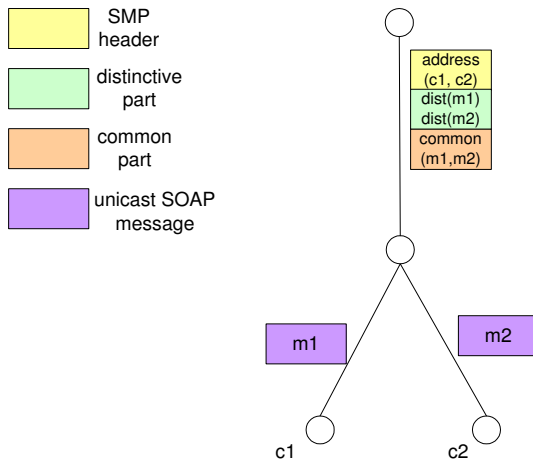 SMP
header
distinctive
part
common
part
unicast SOAP
message
address
(c1, c2)
dist(m1)
dist(m2)
common
(m1,m2)
m1
m2
c1
c2